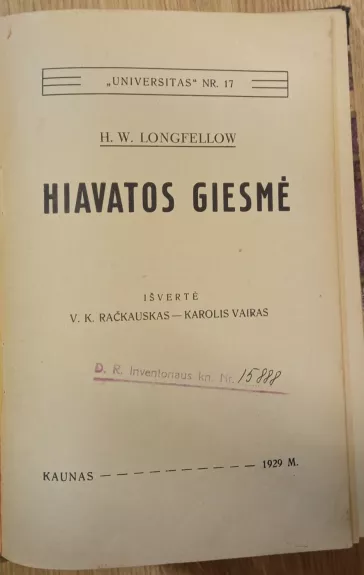 „UNIVERSITAS" NR. 17
H. W. LONGFELLOW
HIAVATOS GIESMĖ
IŠVERTĖ
V. K. RAČKAUSKAS — KAROLIS VAIRAS
D. R. Inventoriaus kn. Nr. 15888
KAUNAS — — — — — — — — — 1929 M.